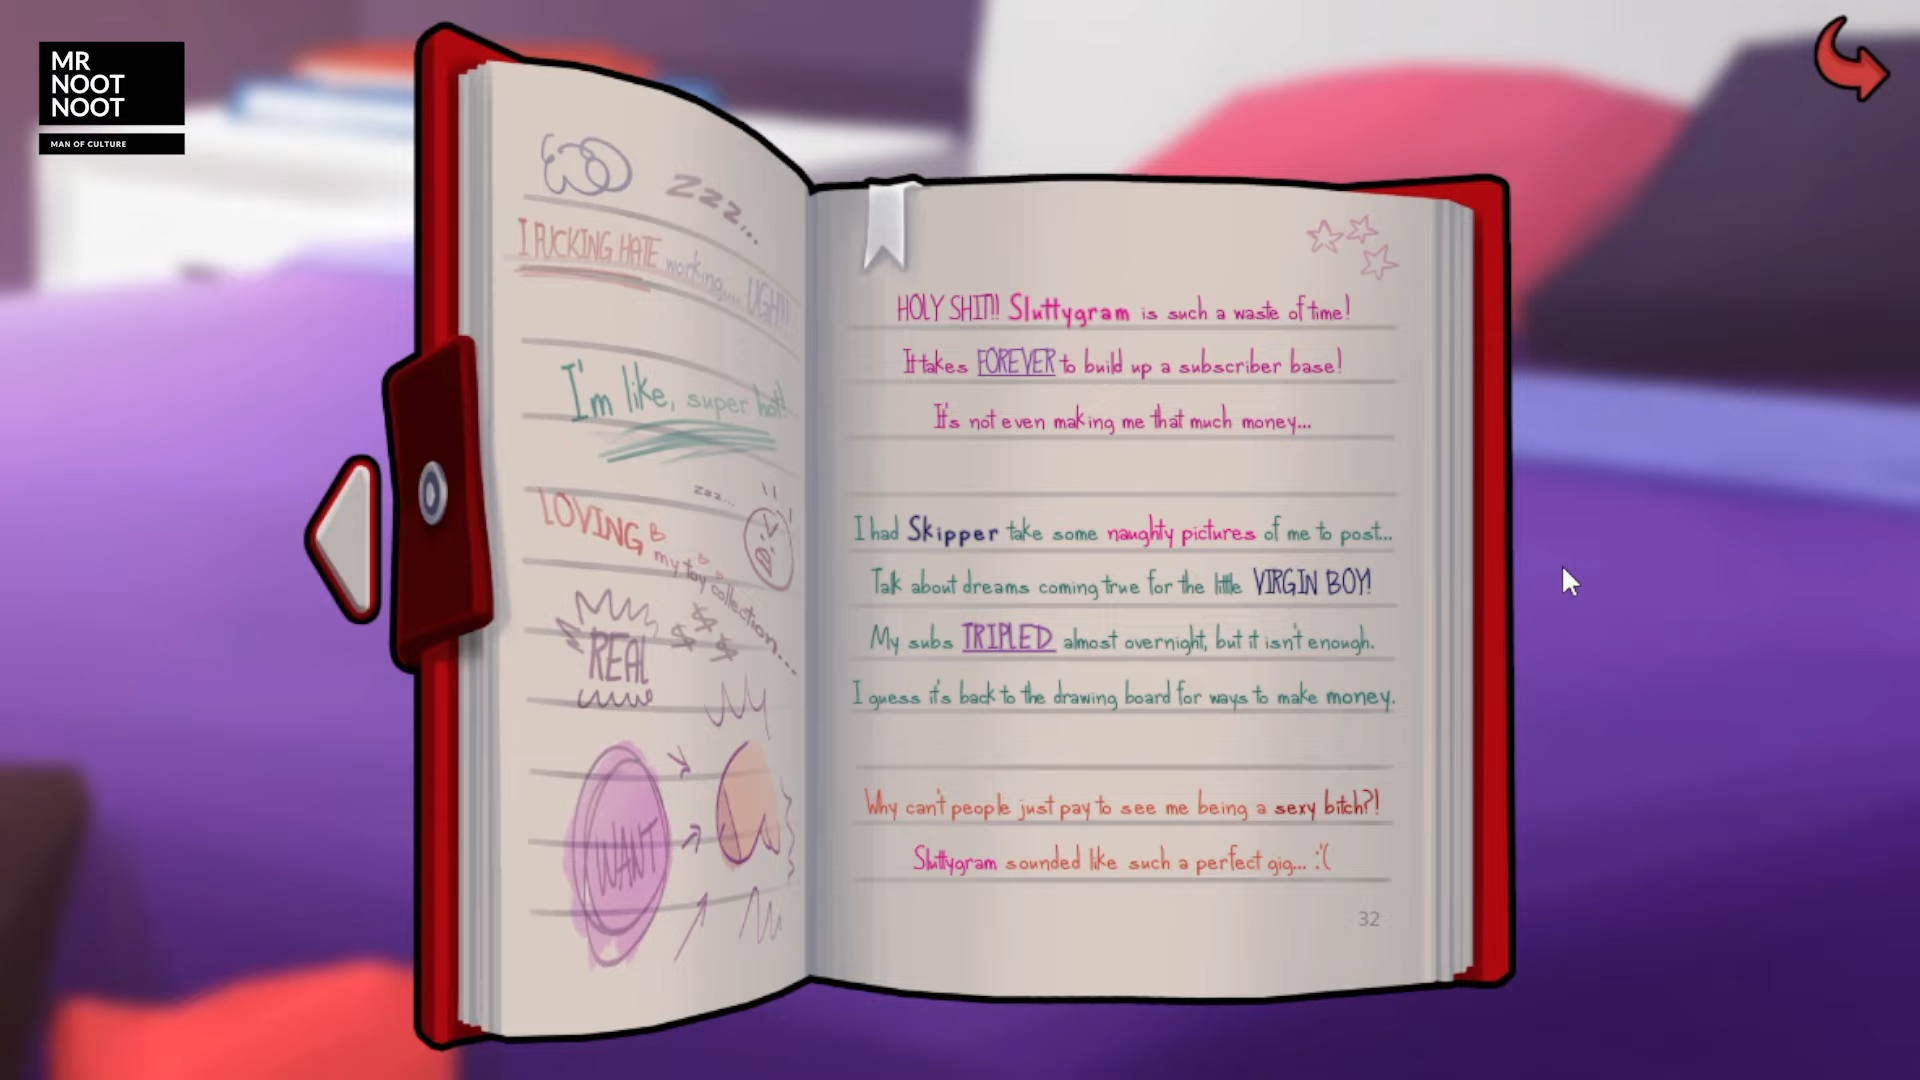 MR
NOOT
NOOT
MAN OF CULTURE
Zzz...
I FUCKING HATE working.... UGH!!
I'm like, super hot!
zzz...
LOVING
my toy collection...
REAL
WANT
HOLY SHIT!! Sluttygram is such a waste of time!
It takes FOREVER to build up a subscriber base!
It's not even making me that much money...
I had Skipper take some naughty pictures of me to post...
Talk about dreams coming true for the little VIRGIN BOY!
My subs TRIPLED almost overnight, but it isn't enough.
I guess it's back to the drawing board for ways to make money.
Why can't people just pay to see me being a sexy bitch?!
Sluttygram sounded like such a perfect gig... :'(
32